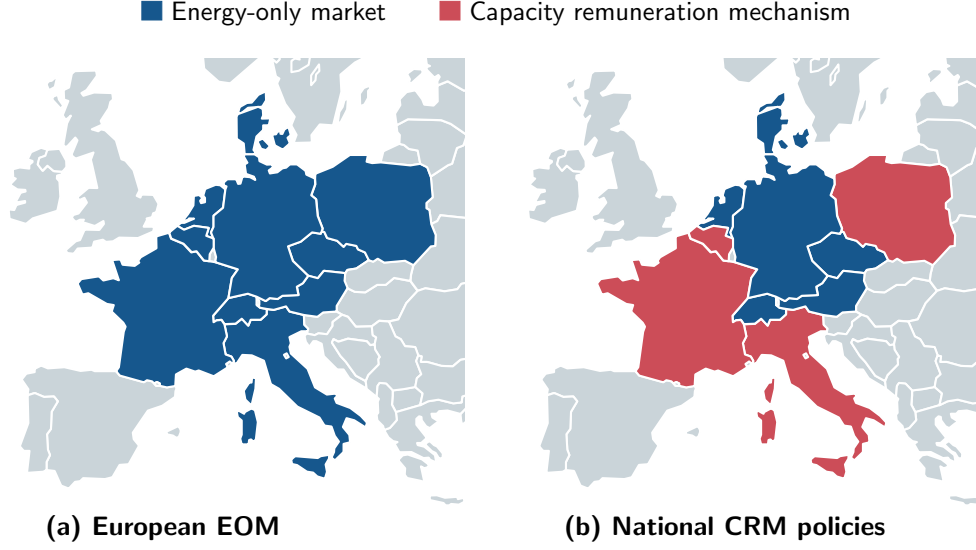 Energy-only market
Capacity remuneration mechanism
(a) European EOM
(b) National CRM policies